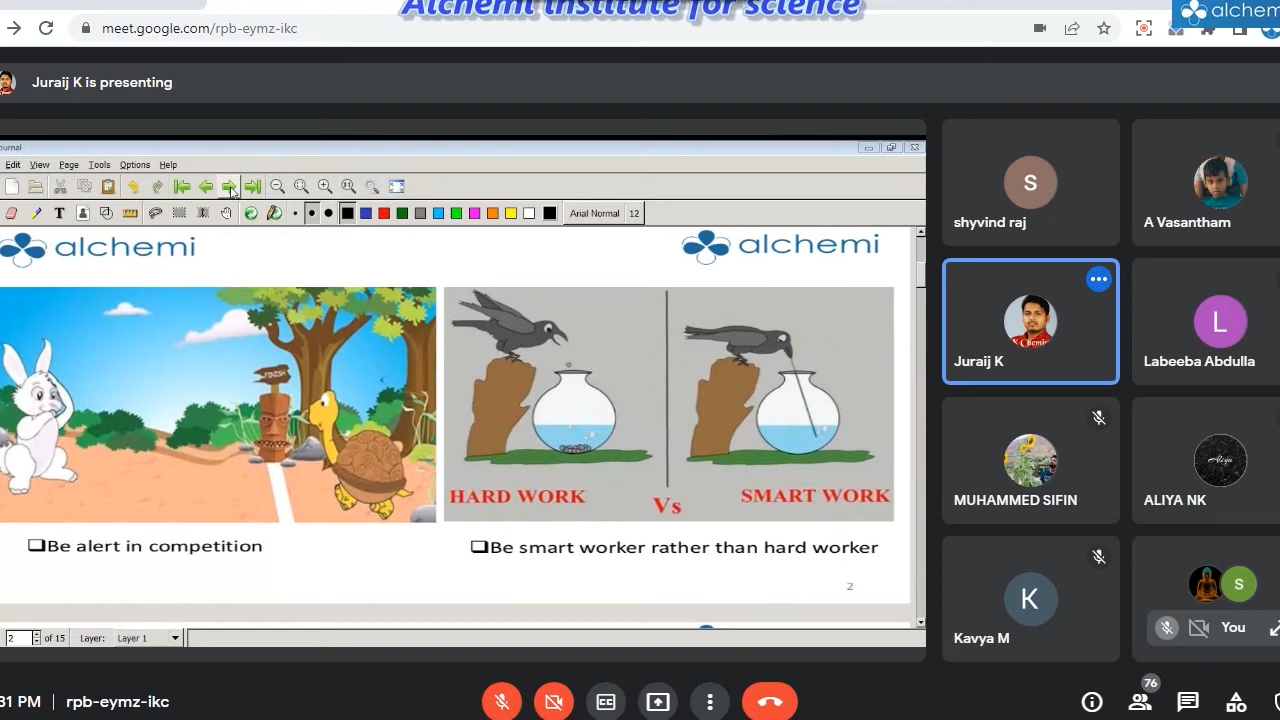 Alchemi institute for science
alchem
meet.google.com/rpb-eymz-ikc
Juraij K is presenting
ournal
Edit View Page Tools Options Help
Arial Normal 12
alchemi
alchemi
FINISH
HARD WORK
Vs
SMART WORK
Be alert in competition
Be smart worker rather than hard worker
2
2 of 15 Layer: Layer 1
S
shyvind raj
A Vasantham
Juraij K
L
Labeeba Abdulla
MUHAMMED SIFIN
Aliya
ALIYA NK
K
Kavya M
S
You
31 PM rpb-eymz-ikc
76